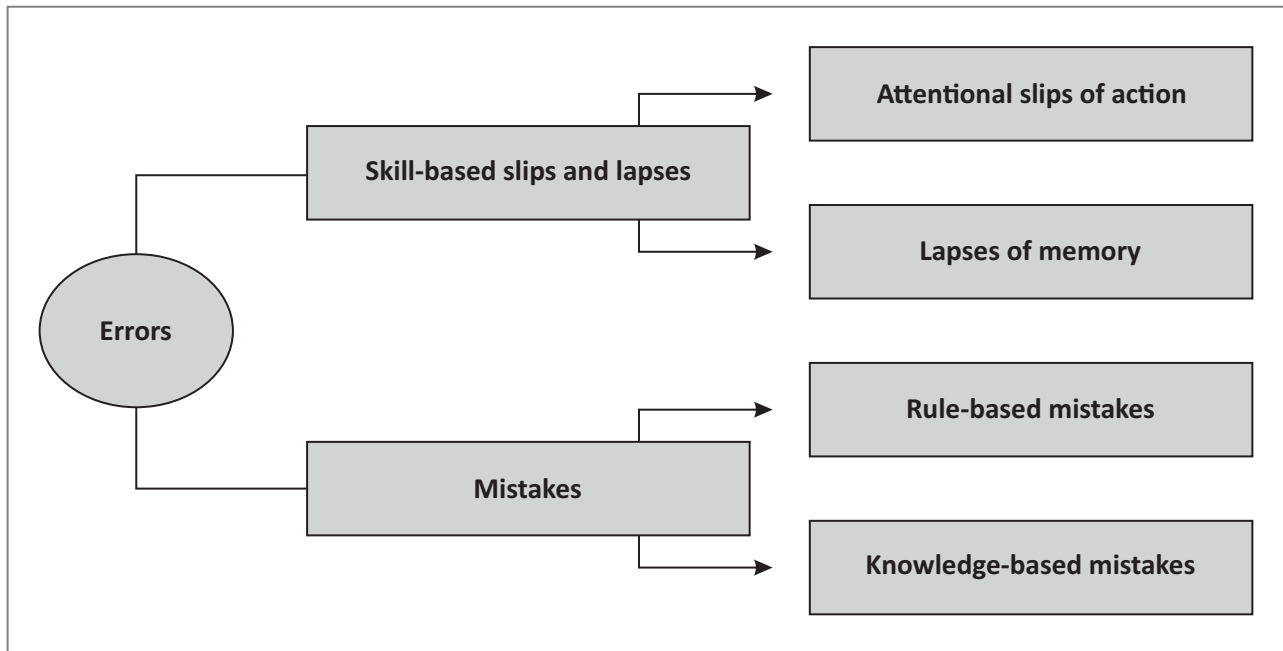 Attentional slips of action
Skill-based slips and lapses
Lapses of memory
Errors
Rule-based mistakes
Mistakes
Knowledge-based mistakes